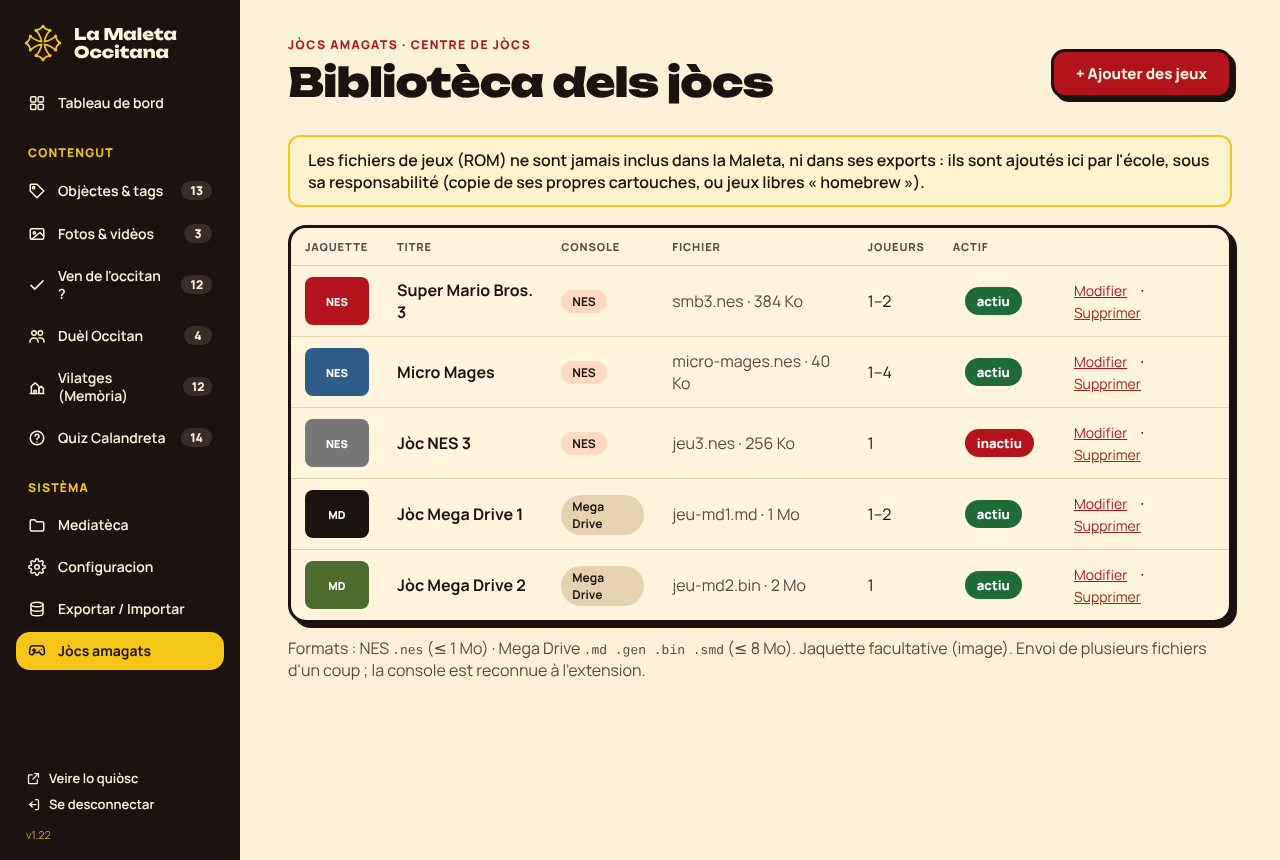 La Maleta
Occitana
Tableau de bord
CONTENGUT
Objèctes & tags 13
Fotos & vidèos 3
Ven de l'occitan
? 12
Duèl Occitan 4
Vilatges
(Memòria) 12
Quiz Calandreta 14
SISTÈMA
Mediatèca
Configuracion
Exportar / Importar
Jòcs amagats
Veire lo quiòsc
Se desconnectar
v1.22
JÒCS AMAGATS · CENTRE DE JÒCS
Bibliotèca dels jòcs
+ Ajouter des jeux
Les fichiers de jeux (ROM) ne sont jamais inclus dans la Maleta, ni dans ses exports : ils sont ajoutés ici par l'école, sous
sa responsabilité (copie de ses propres cartouches, ou jeux libres « homebrew »).
JAQUETTE TITRE CONSOLE FICHIER JOUEURS ACTIF
NES Super Mario Bros. 3 NES smb3.nes · 384 Ko 1–2 actiu Modifier · Supprimer
NES Micro Mages NES micro-mages.nes · 40 Ko 1–4 actiu Modifier · Supprimer
NES Jòc NES 3 NES jeu3.nes · 256 Ko 1 inactiu Modifier · Supprimer
MD Jòc Mega Drive 1 Mega Drive jeu-md1.md · 1 Mo 1–2 actiu Modifier · Supprimer
MD Jòc Mega Drive 2 Mega Drive jeu-md2.bin · 2 Mo 1 actiu Modifier · Supprimer
Formats : NES .nes (≤ 1 Mo) · Mega Drive .md .gen .bin .smd (≤ 8 Mo). Jaquette facultative (image). Envoi de plusieurs fichiers
d'un coup ; la console est reconnue à l'extension.